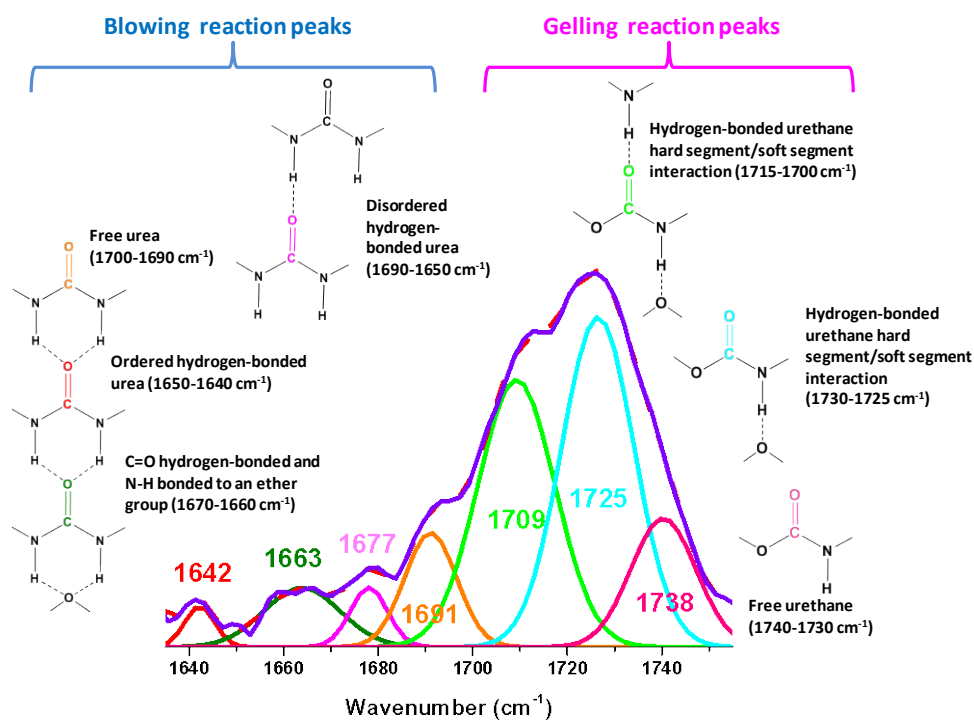 Blowing reaction peaks
Gelling reaction peaks
O
C
N
N
H
H
O
C
N
N
H
H
Disordered
hydrogen-
bonded urea
(1690-1650 cm⁻¹)
Free urea
(1700-1690 cm⁻¹)
O
C
N
N
H
H
Ordered hydrogen-bonded
urea (1650-1640 cm⁻¹)
O
C
N
N
H
H
C=O hydrogen-bonded and
N-H bonded to an ether
group (1670-1660 cm⁻¹)
O
C
N
N
H
H
O
N
H
Hydrogen-bonded urethane
hard segment/soft segment
interaction (1715-1700 cm⁻¹)
O
C
O
N
H
O
Hydrogen-bonded
urethane hard
segment/soft segment
interaction
(1730-1725 cm⁻¹)
O
C
O
N
H
O
O
C
O
N
H
Free urethane
(1740-1730 cm⁻¹)
1642
1663
1677
1691
1709
1725
1738
1640
1660
1680
1700
1720
1740
Wavenumber (cm⁻¹)